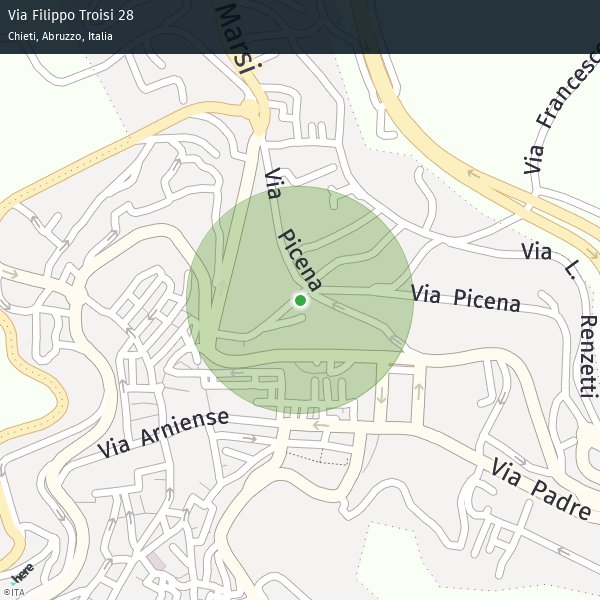 Via Filippo Troisi 28
Chieti, Abruzzo, Italia
Marsi
Via Francesco
Via Picena
Via L. Renzetti
Via Picena
Via Arniense
Via Padre
here
©ITA